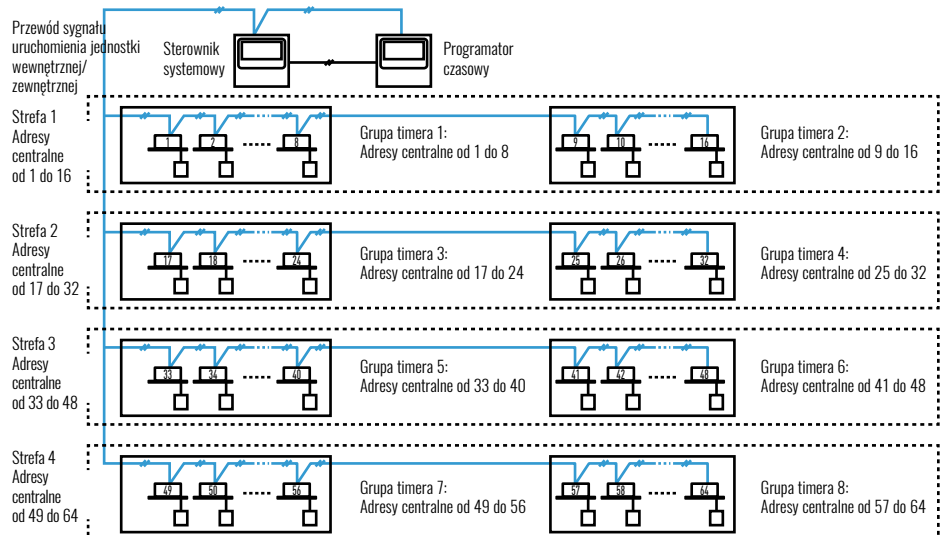 Przewód sygnału
uruchomienia jednostki
wewnętrznej/
zewnętrznej
Sterownik
systemowy
Programator
czasowy
Strefa 1
Adresy
centralne
od 1 do 16
1 2 8
Grupa timera 1:
Adresy centralne od 1 do 8
9 10 16
Grupa timera 2:
Adresy centralne od 9 do 16
Strefa 2
Adresy
centralne
od 17 do 32
17 18 24
Grupa timera 3:
Adresy centralne od 17 do 24
25 26 32
Grupa timera 4:
Adresy centralne od 25 do 32
Strefa 3
Adresy
centralne
od 33 do 48
33 34 40
Grupa timera 5:
Adresy centralne od 33 do 40
41 42 48
Grupa timera 6:
Adresy centralne od 41 do 48
Strefa 4
Adresy
centralne
od 49 do 64
49 50 56
Grupa timera 7:
Adresy centralne od 49 do 56
57 58 64
Grupa timera 8:
Adresy centralne od 57 do 64